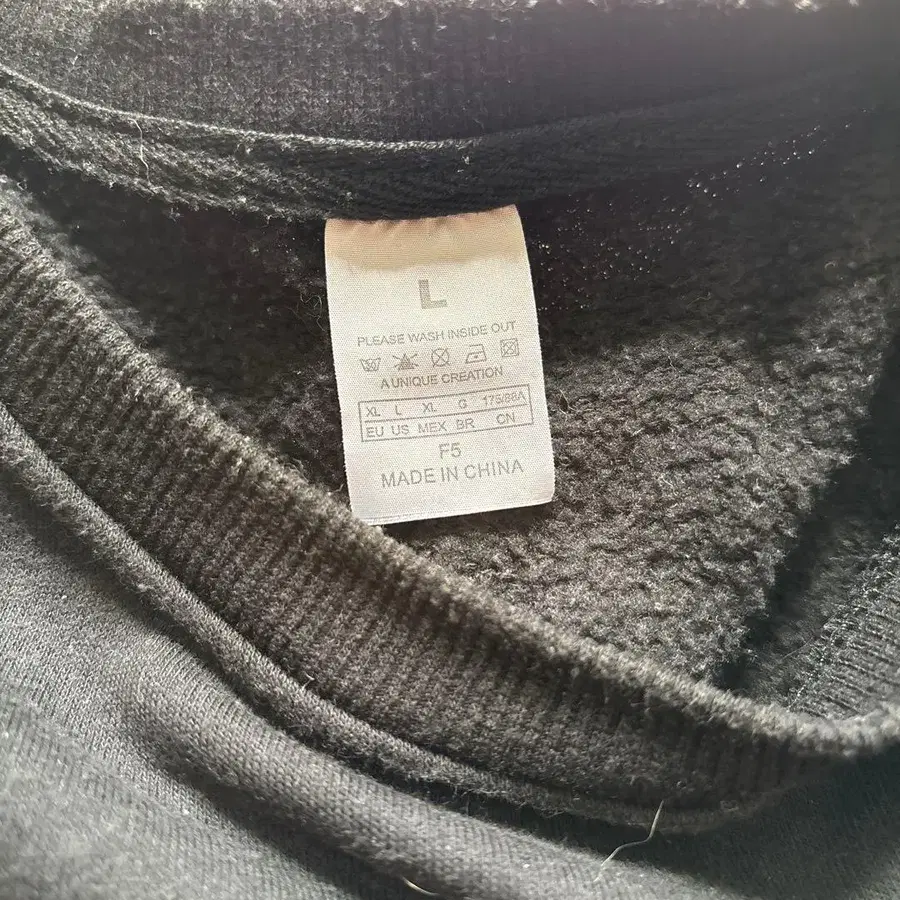 L
PLEASE WASH INSIDE OUT
A UNIQUE CREATION
XL L XL G 175/88A
EU US MEX BR CN
F5
MADE IN CHINA